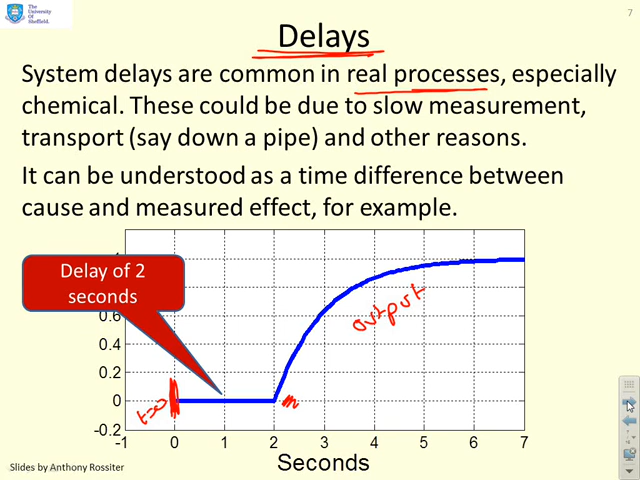 The
University
Of
Sheffield.
7
Delays
System delays are common in real processes, especially
chemical. These could be due to slow measurement,
transport (say down a pipe) and other reasons.
It can be understood as a time difference between
cause and measured effect, for example.
Delay of 2
seconds
output
0.6
0.4
0.2
0
-0.2
t=0
-1 0 1 2 3 4 5 6 7
Seconds
Slides by Anthony Rossiter